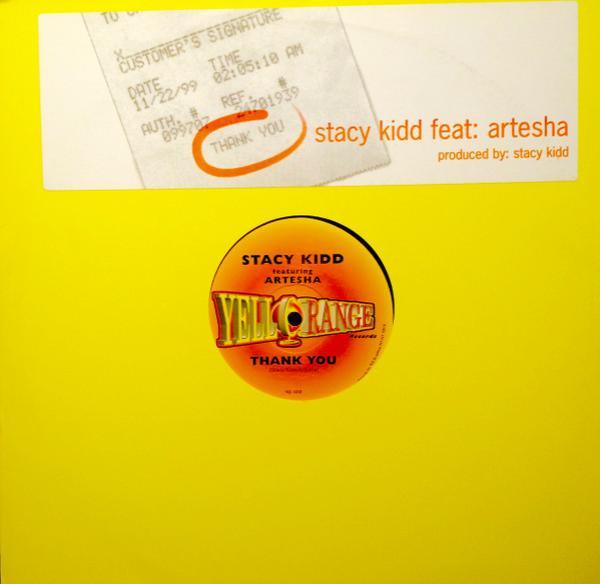 CUSTOMER'S SIGNATURE
DATE TIME
11/22/99 02:05:10 AM
AUTH. # REF. #
24701939
THANK YOU
stacy kidd feat: artesha
produced by: stacy kidd
STACY KIDD
featuring
ARTESHA
YELLORANGE
Records
THANK YOU